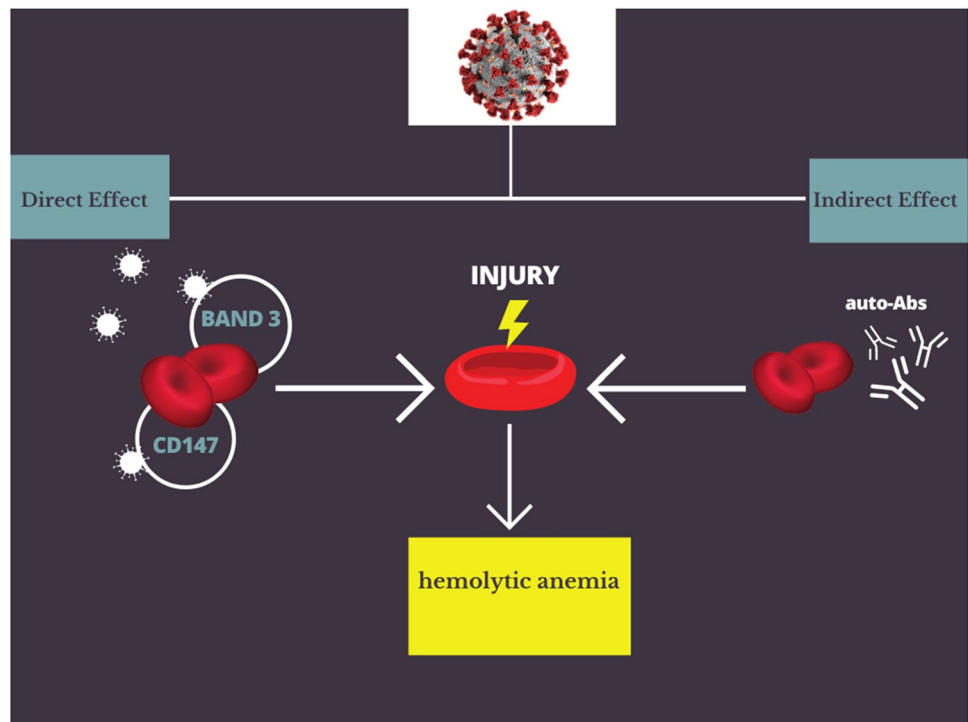 Direct Effect
Indirect Effect
INJURY
BAND 3
auto-Abs
CD147
hemolytic anemia